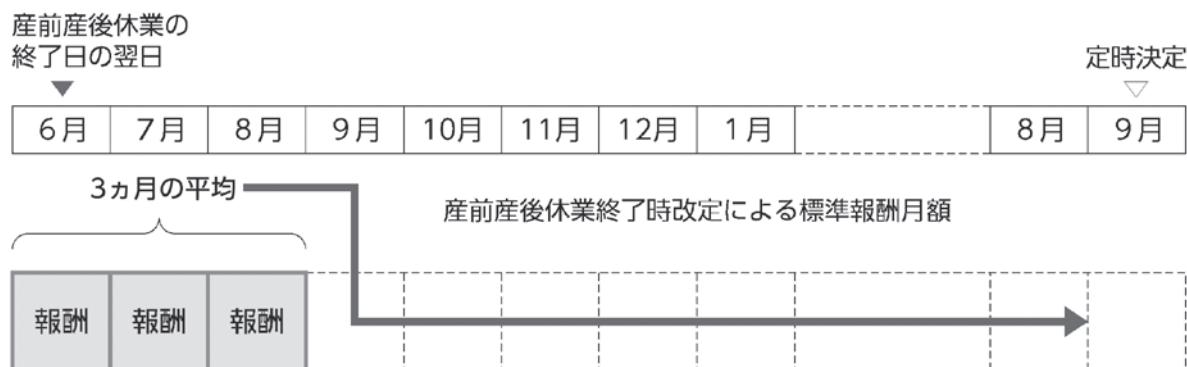 産前産後休業の
終了日の翌日
定時決定
6月 7月 8月 9月 10月 11月 12月 1月 8月 9月
3ヵ月の平均
産前産後休業終了時改定による標準報酬月額
報酬 報酬 報酬